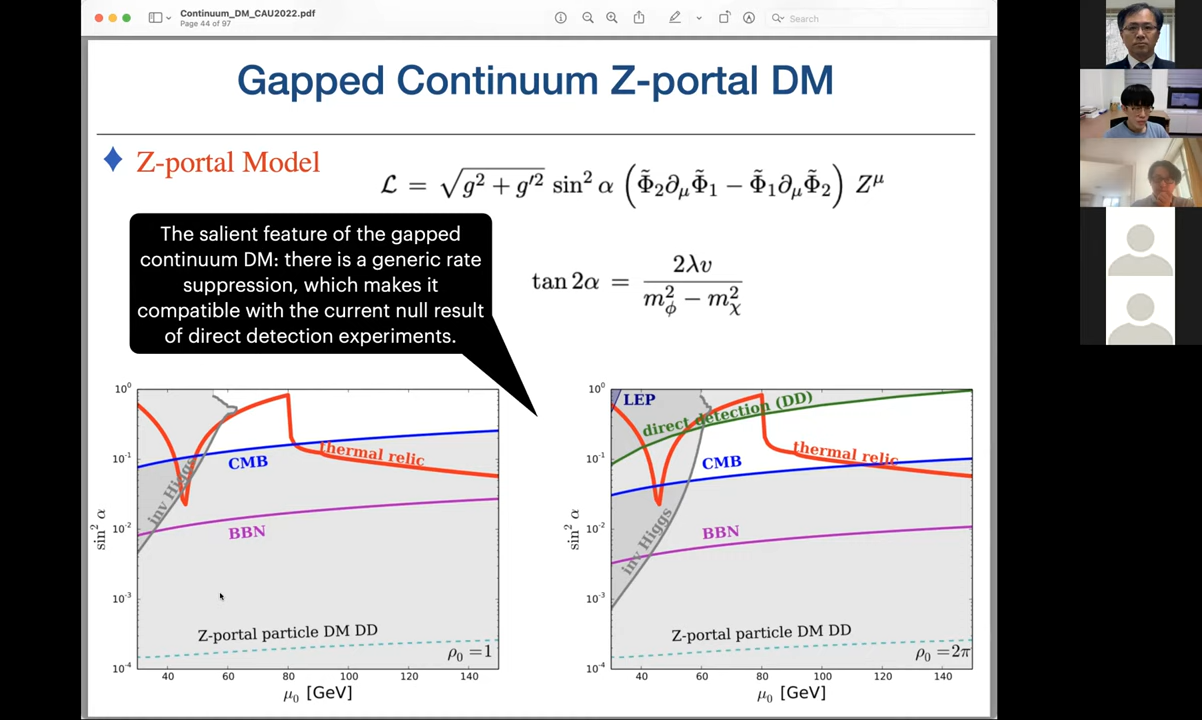 Continuum_DM_CAU2022.pdf
Page 44 of 97
Search
Gapped Continuum Z-portal DM
Z-portal Model
ℒ = √(g² + g′²) sin² α (Φ̃₂∂_μΦ̃₁ − Φ̃₁∂_μΦ̃₂) Z^μ
The salient feature of the gapped
continuum DM: there is a generic rate
suppression, which makes it
compatible with the current null result
of direct detection experiments.
tan 2α = 2λv / (m²_ϕ − m²_χ)
10⁰
10⁻¹
10⁻²
10⁻³
10⁻⁴
sin² α
inv Higgs
CMB
thermal relic
BBN
Z-portal particle DM DD
ρ₀ =1
40 60 80 100 120 140
μ₀ [GeV]
10⁰
10⁻¹
10⁻²
10⁻³
10⁻⁴
sin² α
LEP
direct detection (DD)
inv Higgs
CMB
thermal relic
BBN
Z-portal particle DM DD
ρ₀ =2π
40 60 80 100 120 140
μ₀ [GeV]